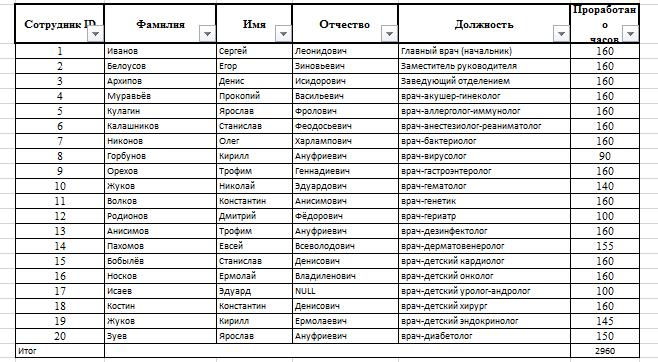 Сотрудник ID Фамилия Имя Отчество Должность Проработан
о
часов
1 Иванов Сергей Леонидович Главный врач (начальник) 160
2 Белоусов Егор Зиновьевич Заместитель руководителя 160
3 Архипов Денис Исидорович Заведующий отделением 160
4 Муравьёв Прокопий Васильевич врач-акушер-гинеколог 160
5 Кулагин Ярослав Фролович врач-аллерголог-иммунолог 160
6 Калашников Станислав Феодосьевич врач-анестезиолог-реаниматолог 160
7 Никонов Олег Харлампович врач-бактериолог 160
8 Горбунов Кирилл Ануфриевич врач-вирусолог 90
9 Орехов Трофим Геннадиевич врач-гастроэнтеролог 160
10 Жуков Николай Эдуардович врач-гематолог 140
11 Волков Константин Анисимович врач-генетик 160
12 Родионов Дмитрий Фёдорович врач-гериатр 100
13 Анисимов Трофим Ануфриевич врач-дезинфектолог 160
14 Пахомов Евсей Всеволодович врач-дерматовенеролог 155
15 Бобылёв Станислав Денисович врач-детский кардиолог 160
16 Носков Ермолай Владиленович врач-детский онколог 160
17 Исаев Эдуард NULL врач-детский уролог-андролог 100
18 Костин Константин Денисович врач-детский хирург 160
19 Жуков Кирилл Ермолаевич врач-детский эндокринолог 145
20 Зуев Ярослав Ануфриевич врач-диабетолог 150
Итог 2960